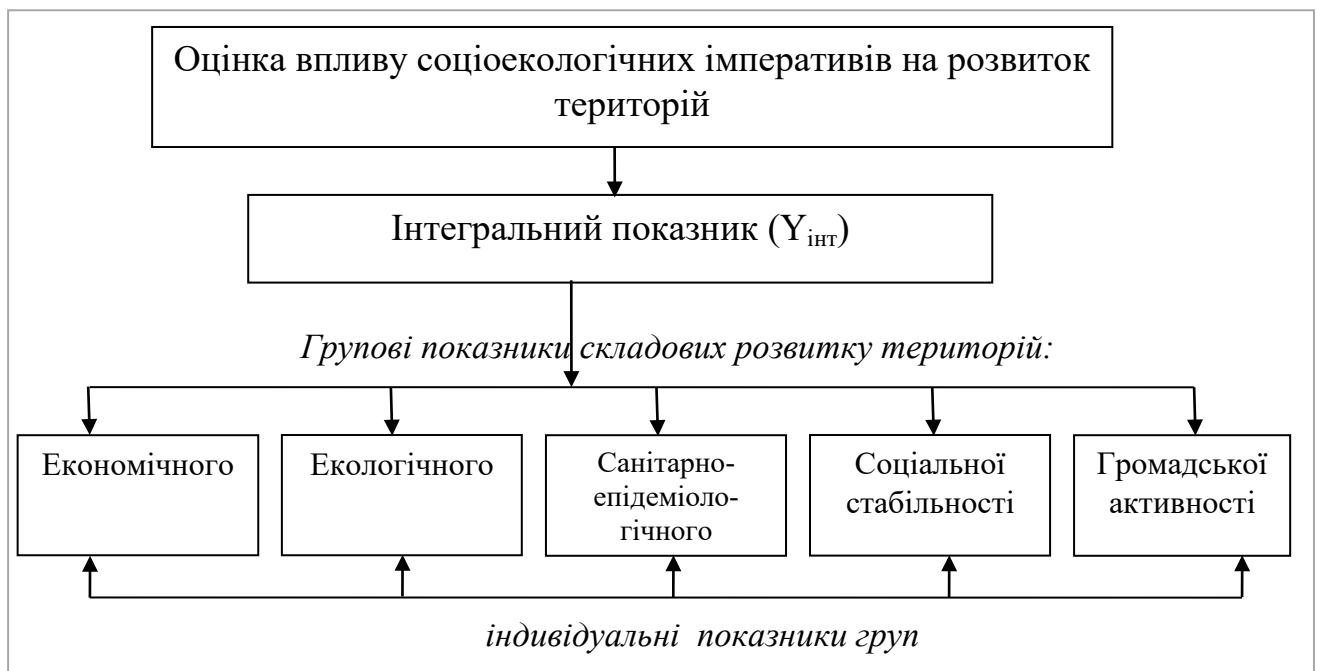 Оцінка впливу соціоекологічних імперативів на розвиток
територій
Інтегральний показник (Yінт)
Групові показники складових розвитку територій:
Економічного
Екологічного
Санітарно-
епідеміоло-
гічного
Соціальної
стабільності
Громадської
активності
індивідуальні показники груп